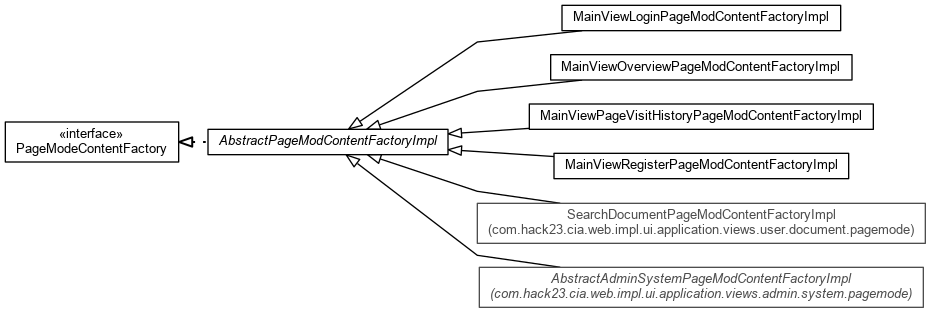 MainViewLoginPageModContentFactoryImpl
MainViewOverviewPageModContentFactoryImpl
MainViewPageVisitHistoryPageModContentFactoryImpl
«interface»
PageModeContentFactory
AbstractPageModContentFactoryImpl
MainViewRegisterPageModContentFactoryImpl
SearchDocumentPageModContentFactoryImpl
(com.hack23.cia.web.impl.ui.application.views.user.document.pagemode)
AbstractAdminSystemPageModContentFactoryImpl
(com.hack23.cia.web.impl.ui.application.views.admin.system.pagemode)